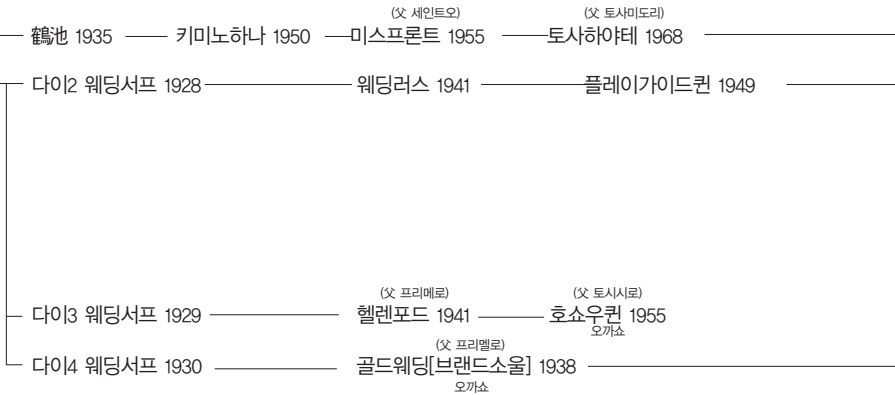 (父 세인트오) (父 토사미도리)
鶴池 1935 키미노하나 1950 미스프론트 1955 토사하야테 1968
다이2 웨딩서프 1928 웨딩러스 1941 플레이가이드퀸 1949
(父 프리메로) (父 토시시로)
다이3 웨딩서프 1929 헬렌포드 1941 호쇼우퀸 1955
오까쇼
(父 프리멜로)
다이4 웨딩서프 1930 골드웨딩[브랜드소울] 1938
오까쇼